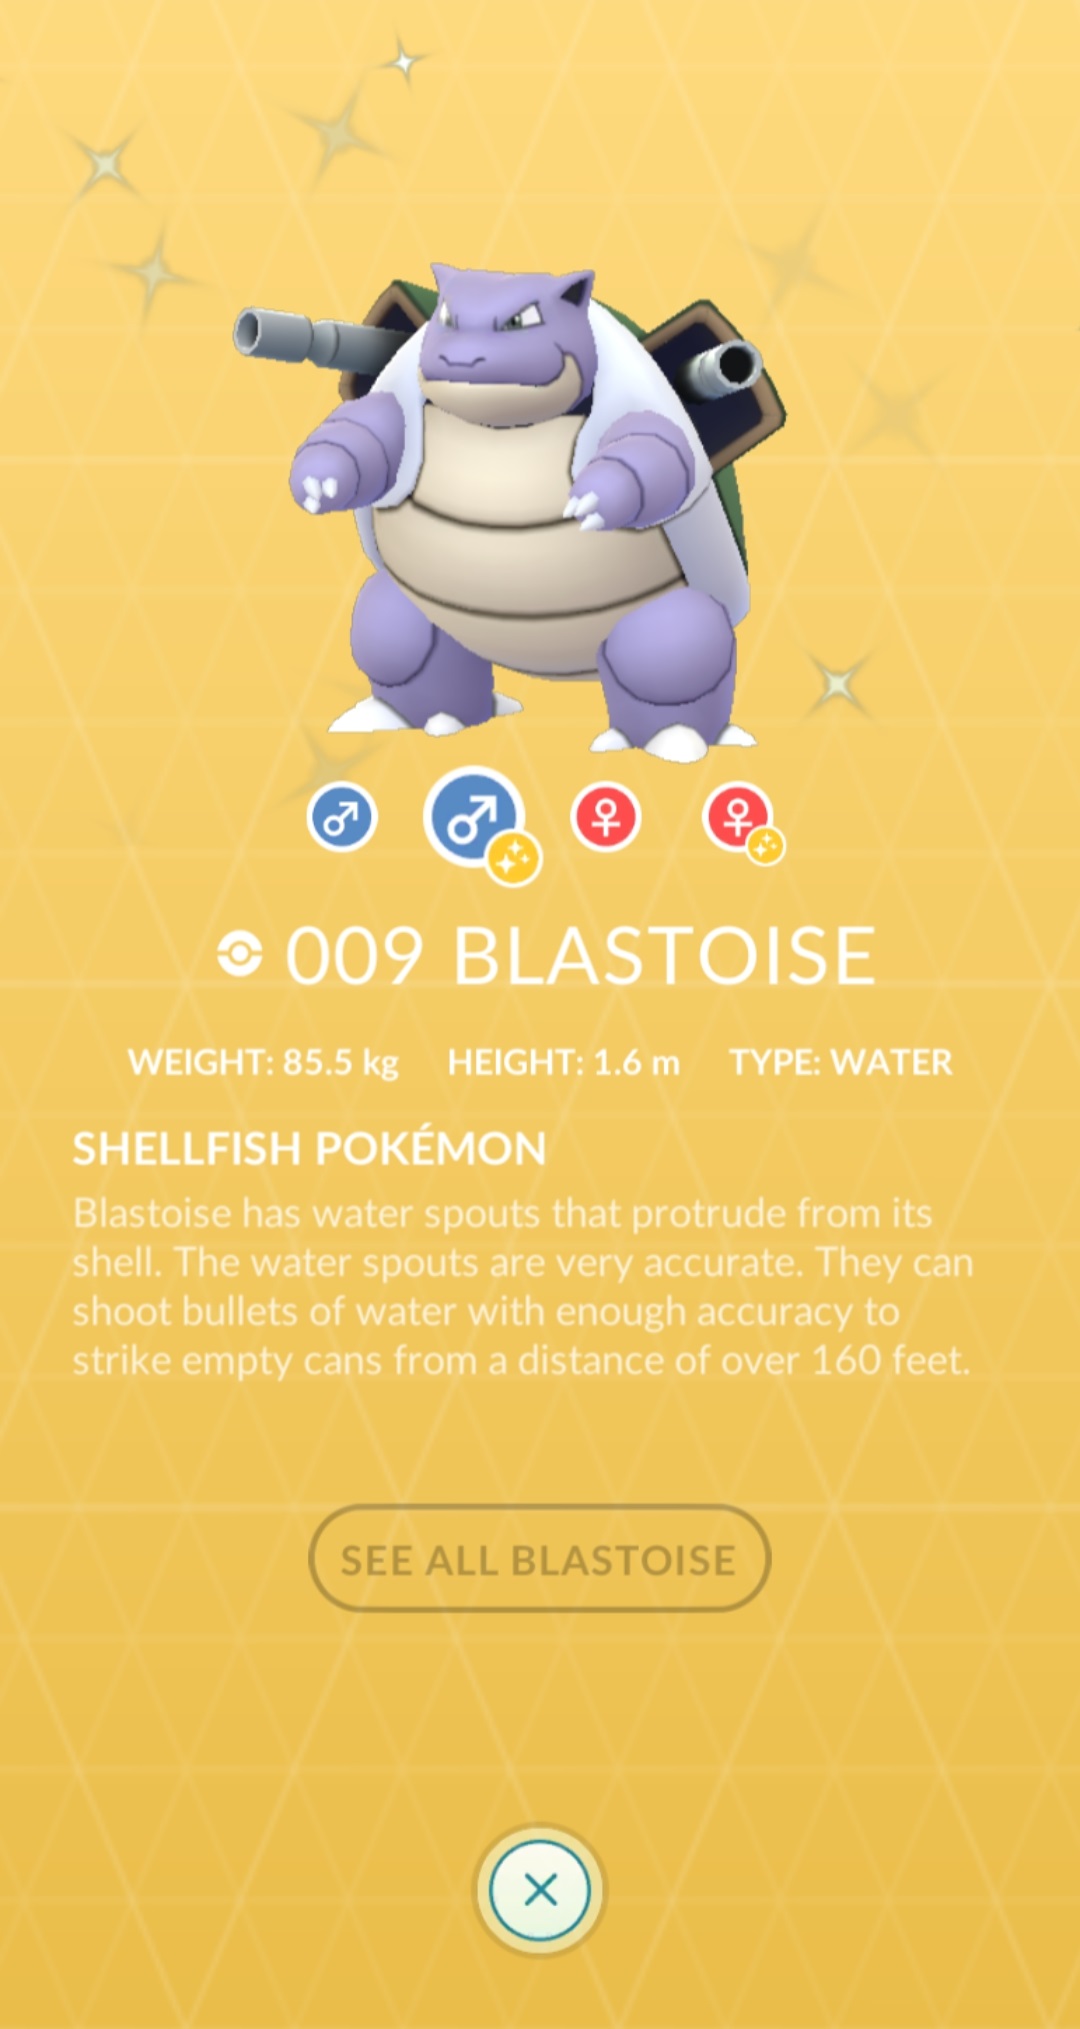 009 BLASTOISE
WEIGHT: 85.5 kg HEIGHT: 1.6 m TYPE: WATER
SHELLFISH POKÉMON
Blastoise has water spouts that protrude from its
shell. The water spouts are very accurate. They can
shoot bullets of water with enough accuracy to
strike empty cans from a distance of over 160 feet.
SEE ALL BLASTOISE